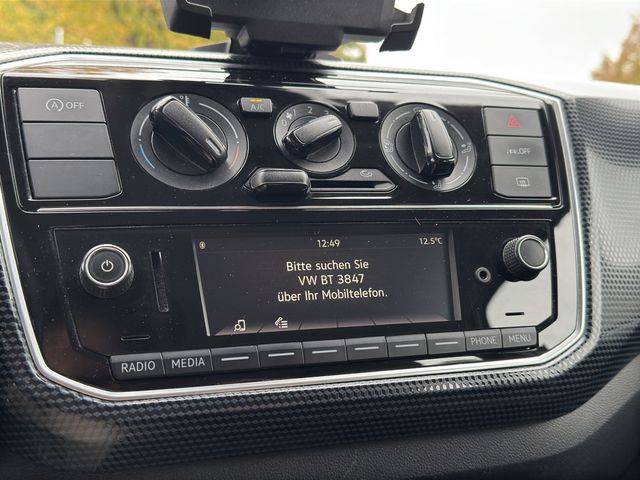 OFF
A/C
2
OFF
12:49
12.5°C
Bitte suchen Sie
VW BT 3847
über Ihr Mobiltelefon.
RADIO
MEDIA
PHONE
MENU